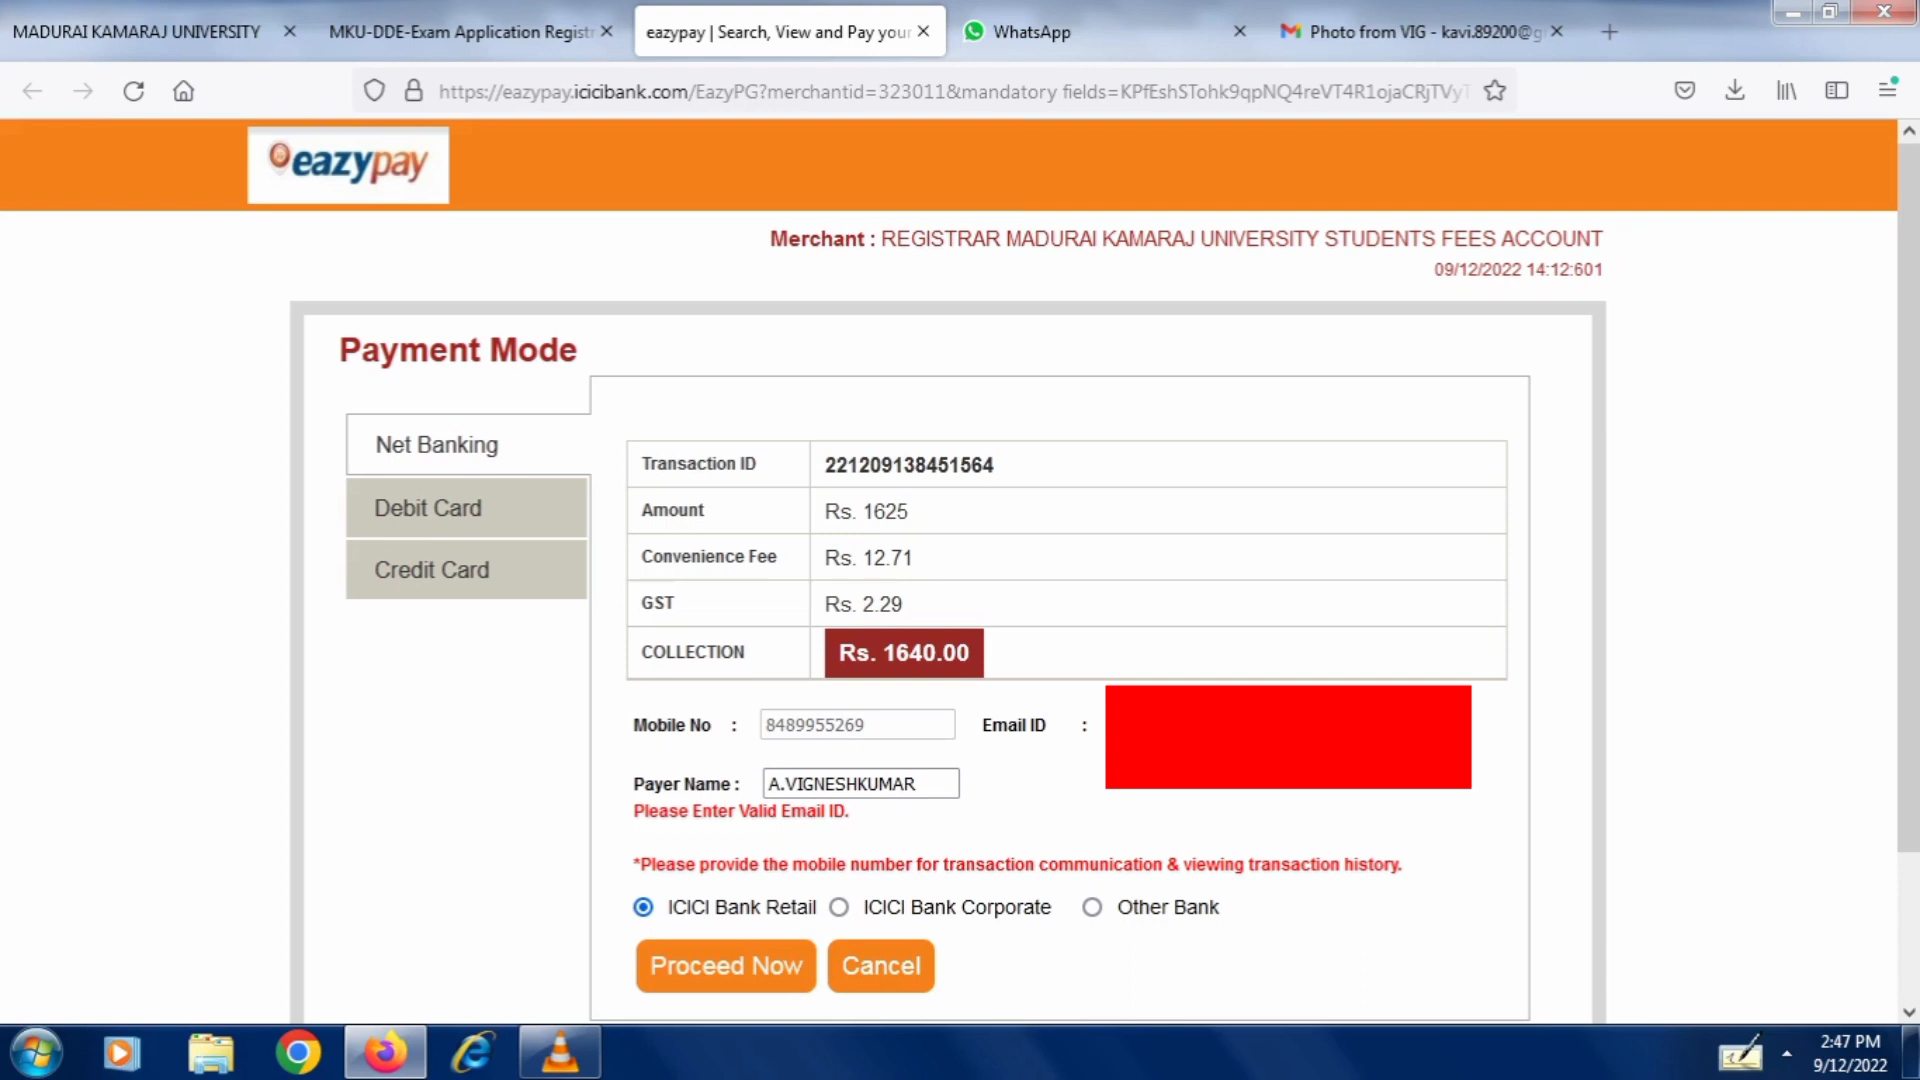 MADURAI KAMARAJ UNIVERSITY
MKU-DDE-Exam Application Registr
eazypay | Search, View and Pay your
WhatsApp
Photo from VIG - kavi.89200@g
https://eazypay.icicibank.com/EazyPG?merchantid=323011&mandatory fields=KPfEshSTohk9qpNQ4reVT4R1ojaCRjTVyT
eazypay
Merchant : REGISTRAR MADURAI KAMARAJ UNIVERSITY STUDENTS FEES ACCOUNT
09/12/2022 14:12:601
Payment Mode
Net Banking
Debit Card
Credit Card
Transaction ID 221209138451564
Amount Rs. 1625
Convenience Fee Rs. 12.71
GST Rs. 2.29
COLLECTION Rs. 1640.00
Mobile No : 8489955269 Email ID :
Payer Name : A.VIGNESHKUMAR
Please Enter Valid Email ID.
*Please provide the mobile number for transaction communication & viewing transaction history.
ICICI Bank Retail ICICI Bank Corporate Other Bank
Proceed Now Cancel
2:47 PM
9/12/2022